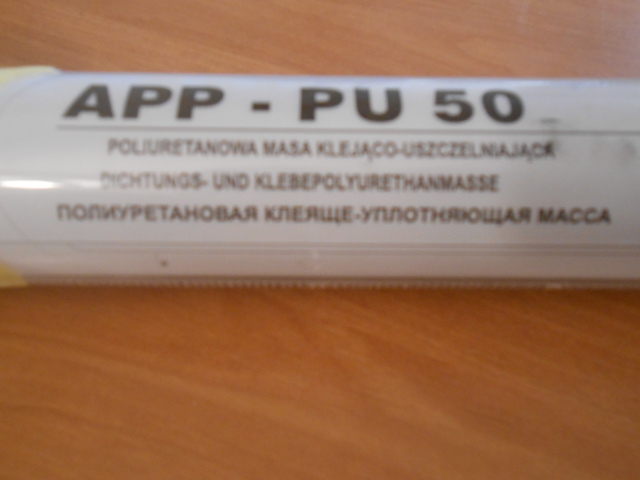 APP - PU 50
POLIURETANOWA MASA KLEJĄCO-USZCZELNIAJĄCA
DICHTUNGS- UND KLEBEPOLYURETHANMASSE
ПОЛИУРЕТАНОВАЯ КЛЕЯЩЕ-УПЛОТНЯЮЩАЯ МАССА